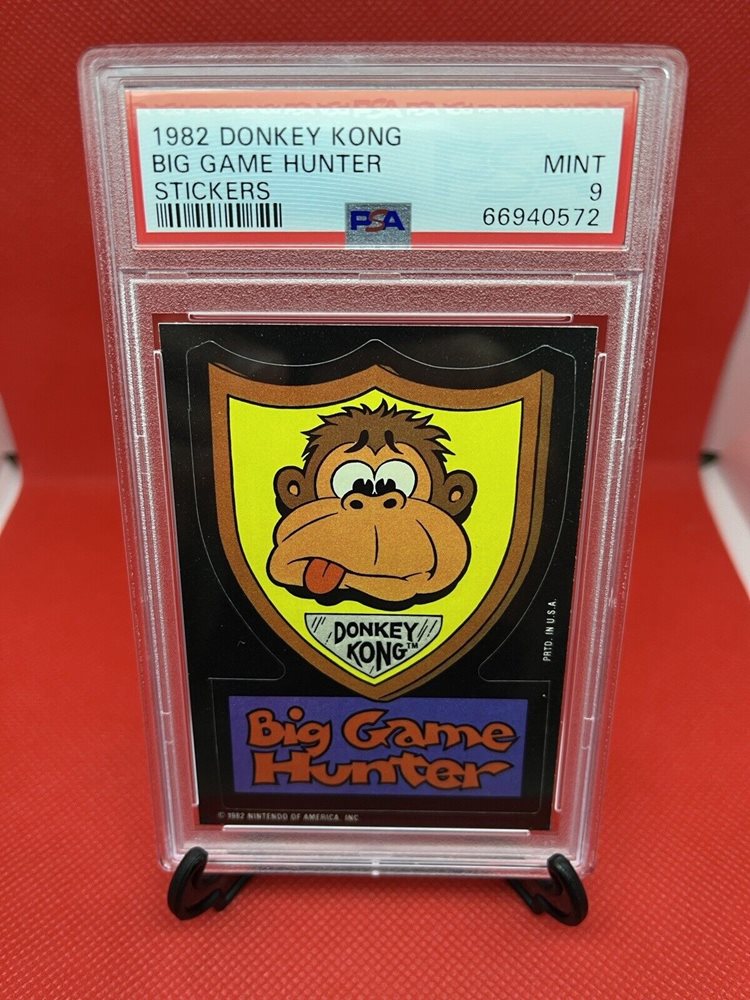 1982 DONKEY KONG
BIG GAME HUNTER MINT
STICKERS 9
PSA 66940572
DONKEY
KONG™
PRTD. IN U.S.A.
Big Game
Hunter
© 1982 NINTENDO OF AMERICA, INC.